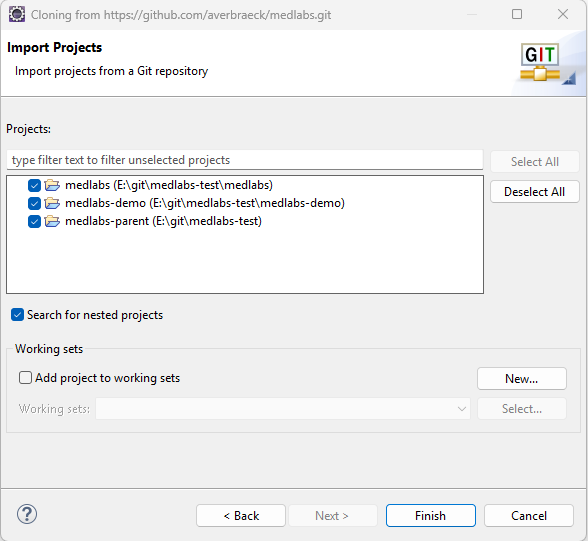 Cloning from https://github.com/averbraeck/medlabs.git
Import Projects
Import projects from a Git repository
GIT
Projects:
type filter text to filter unselected projects
Select All
medlabs (E:\git\medlabs-test\medlabs)
Deselect All
medlabs-demo (E:\git\medlabs-test\medlabs-demo)
medlabs-parent (E:\git\medlabs-test)
Search for nested projects
Working sets
Add project to working sets
New...
Working sets:
Select...
?
< Back
Next >
Finish
Cancel